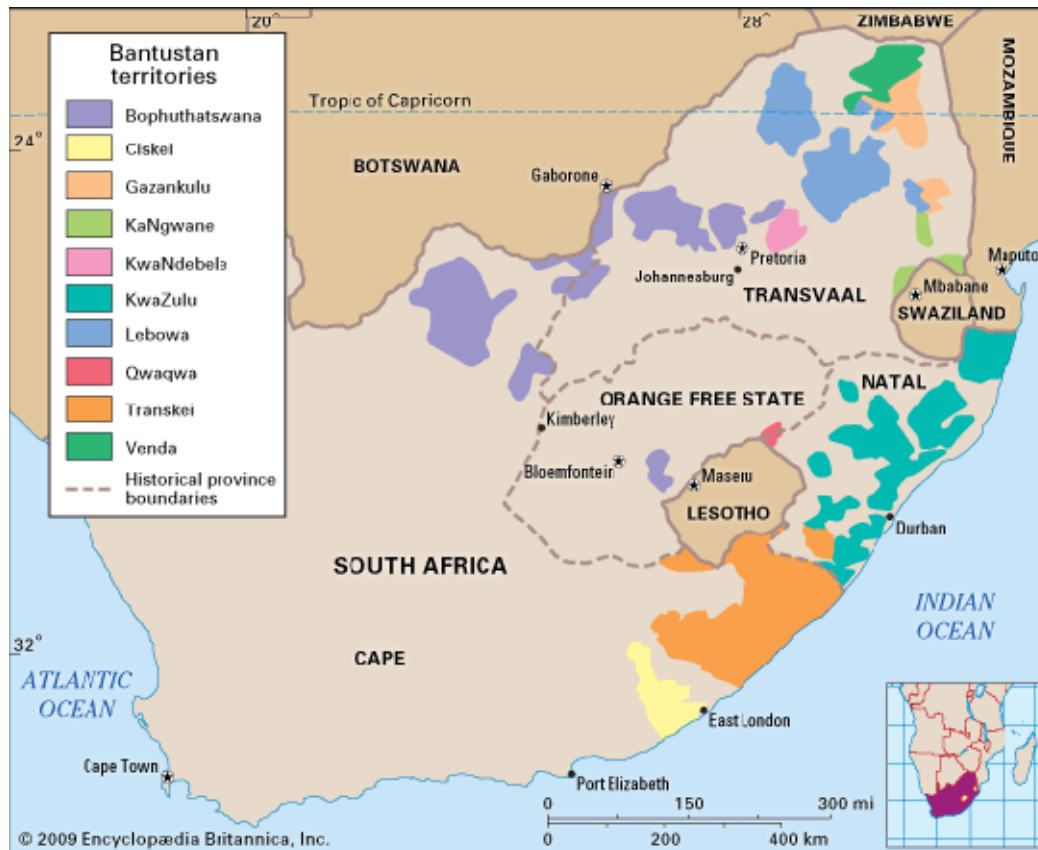 20°
28°
ZIMBABWE
MOZAMBIQUE
Bantustan
territories
Bophuthatswana
Ciskei
Gazankulu
KaNgwane
KwaNdebele
KwaZulu
Lebowa
Qwaqwa
Transkei
Venda
Historical province
boundaries
Tropic of Capricorn
24°
BOTSWANA
Gaborone
Pretoria
Johannesburg
TRANSVAAL
Maputo
Mbabane
SWAZILAND
NATAL
ORANGE FREE STATE
Kimberley
Bloemfontein
Maseru
LESOTHO
Durban
SOUTH AFRICA
INDIAN
OCEAN
32°
CAPE
ATLANTIC
OCEAN
East London
Cape Town
Port Elizabeth
0 150 300 mi
0 200 400 km
© 2009 Encyclopædia Britannica, Inc.